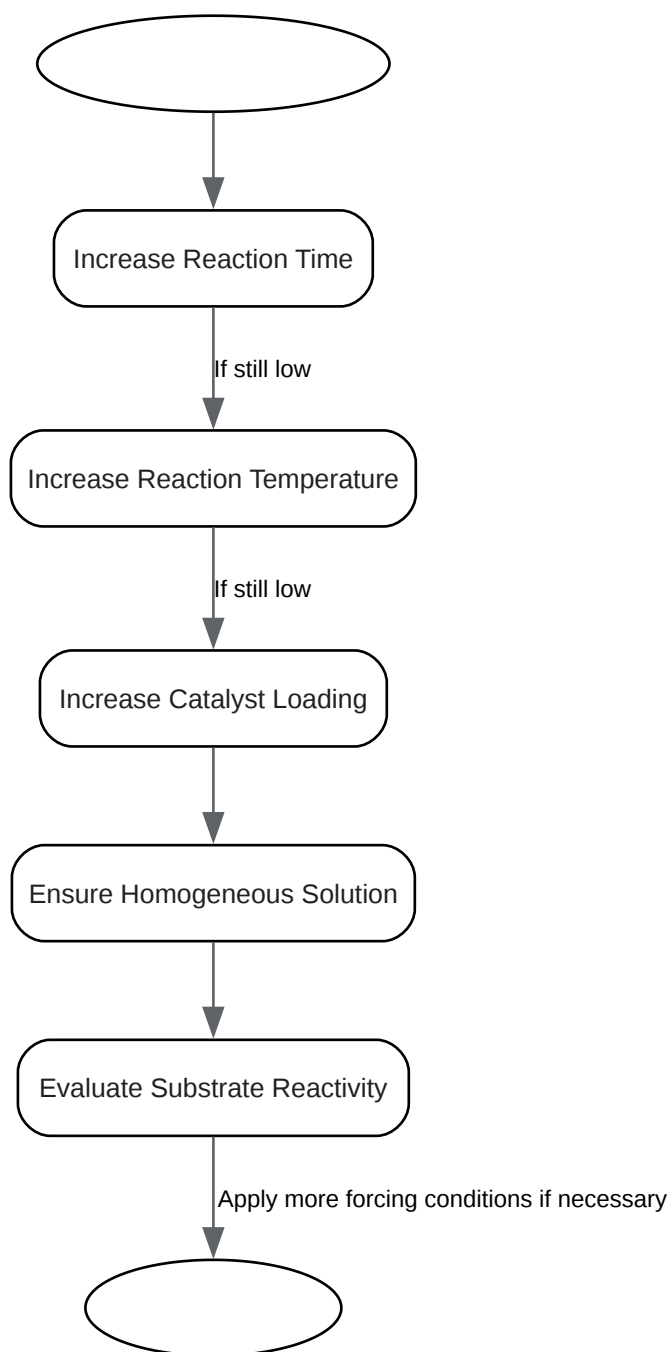 Increase Reaction Time
If still low
Increase Reaction Temperature
If still low
Increase Catalyst Loading
Ensure Homogeneous Solution
Evaluate Substrate Reactivity
Apply more forcing conditions if necessary